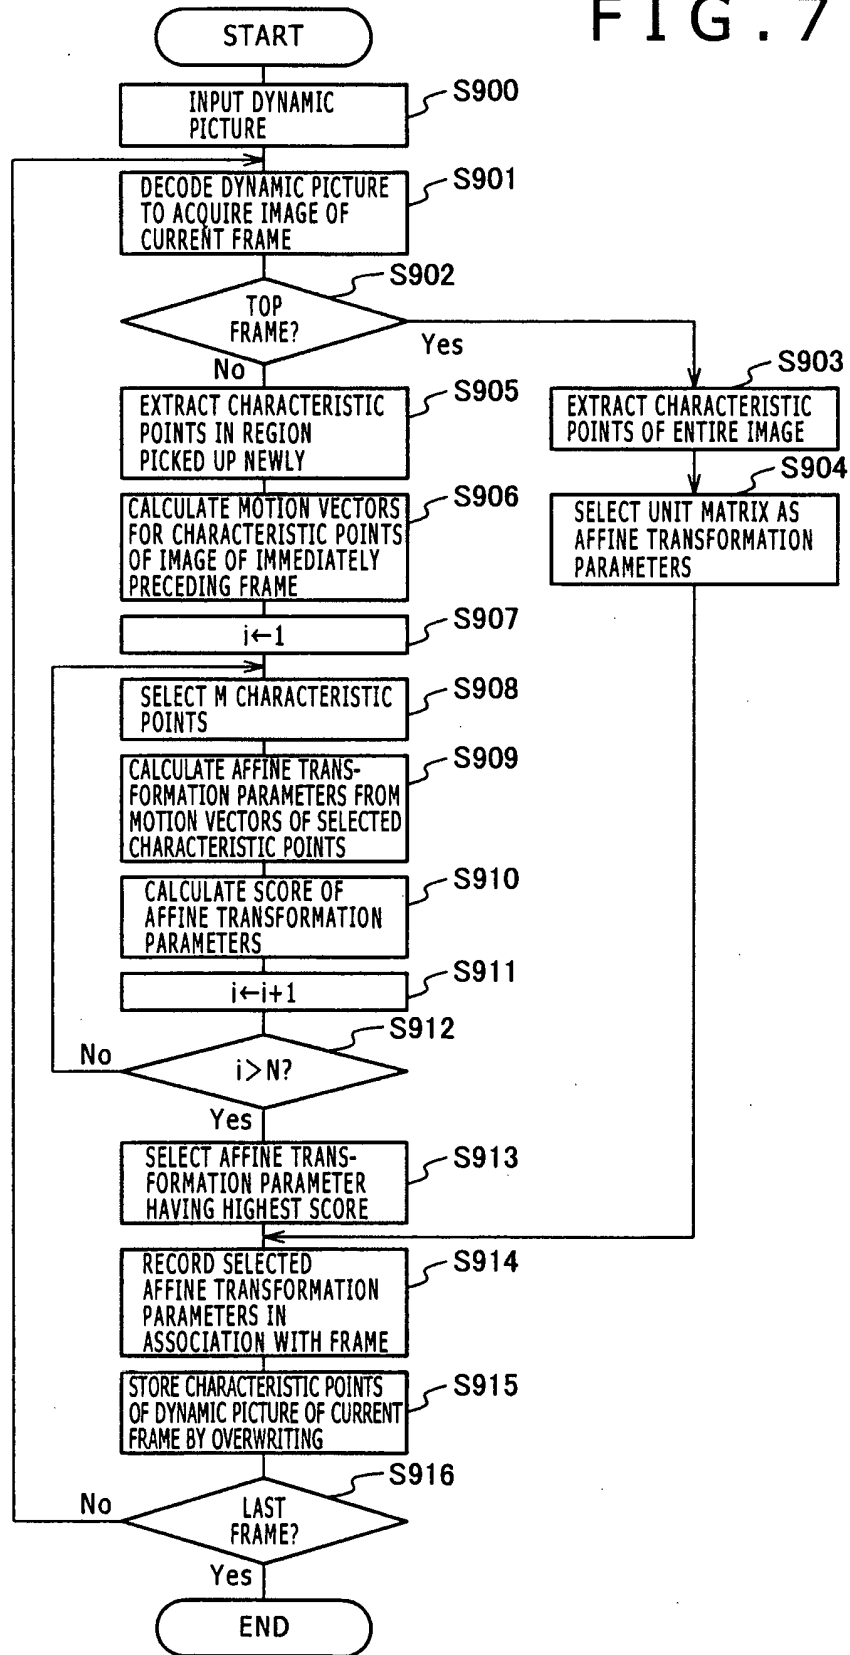 FIG.7
START
INPUT DYNAMIC
PICTURE
S900
DECODE DYNAMIC PICTURE
TO ACQUIRE IMAGE OF
CURRENT FRAME
S901
TOP
FRAME?
S902
Yes
No
EXTRACT CHARACTERISTIC
POINTS OF ENTIRE IMAGE
S903
SELECT UNIT MATRIX AS
AFFINE TRANSFORMATION
PARAMETERS
S904
EXTRACT CHARACTERISTIC
POINTS IN REGION
PICKED UP NEWLY
S905
CALCULATE MOTION VECTORS
FOR CHARACTERISTIC POINTS
OF IMAGE OF IMMEDIATELY
PRECEDING FRAME
S906
i←1
S907
SELECT M CHARACTERISTIC
POINTS
S908
CALCULATE AFFINE TRANS-
FORMATION PARAMETERS FROM
MOTION VECTORS OF SELECTED
CHARACTERISTIC POINTS
S909
CALCULATE SCORE OF
AFFINE TRANSFORMATION
PARAMETERS
S910
i←i+1
S911
i>N?
S912
No
Yes
SELECT AFFINE TRANS-
FORMATION PARAMETER
HAVING HIGHEST SCORE
S913
RECORD SELECTED
AFFINE TRANSFORMATION
PARAMETERS IN
ASSOCIATION WITH FRAME
S914
STORE CHARACTERISTIC POINTS
OF DYNAMIC PICTURE OF CURRENT
FRAME BY OVERWRITING
S915
LAST
FRAME?
S916
No
Yes
END